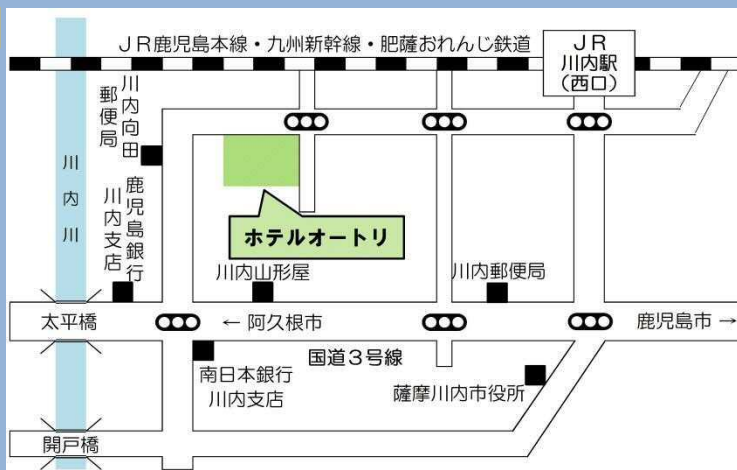 JR鹿児島本線・九州新幹線・肥薩おれんじ鉄道
JR
川内駅
(西口)
川内向田
郵便局
川内川
鹿児島銀行
川内支店
ホテルオートリ
川内山形屋
川内郵便局
太平橋
← 阿久根市
鹿児島市 →
国道3号線
南日本銀行
川内支店
薩摩川内市役所
開戸橋